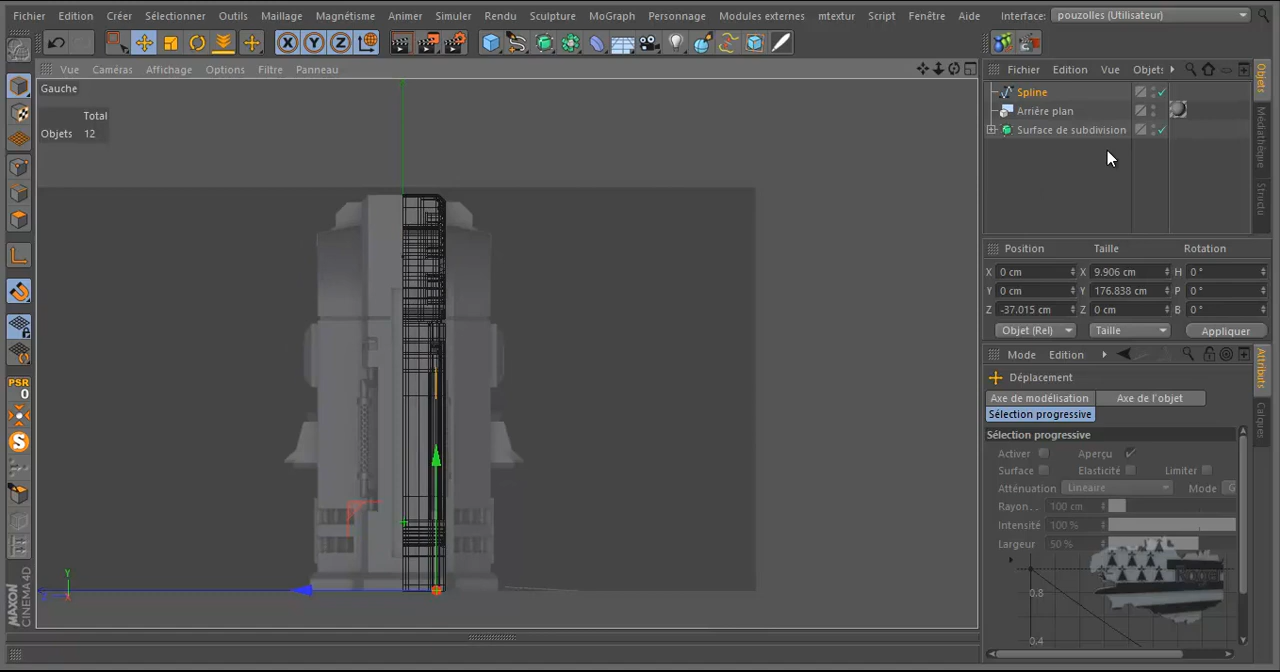 Fichier Edition Créer Sélectionner Outils Maillage Magnétisme Animer Simuler Rendu Sculpture MoGraph Personnage Modules externes mtextur Script Fenêtre Aide Interface: pouzolles (Utilisateur)
Vue Caméras Affichage Options Filtre Panneau
Fichier Edition Vue Objets
Gauche
Total
Objets 12
Spline
Arrière plan
Surface de subdivision
Objets
Médiathèque
Structu
Position Taille Rotation
X 0 cm X 9.906 cm H 0 °
Y 0 cm Y 176.838 cm P 0 °
Z -37.015 cm Z 0 cm B 0 °
Objet (Rel) Taille Appliquer
Mode Edition
Déplacement
Axe de modélisation Axe de l'objet
Sélection progressive
Sélection progressive
Activer Aperçu
Surface Elasticité Limiter
Atténuation Linéaire Mode G
Rayon... 100 cm
Intensité 100 %
Largeur 50 %
0.8
0.4
Attributs
Calques
X Y Z
PSR
0
S
Y
MAXON
CINEMA 4D